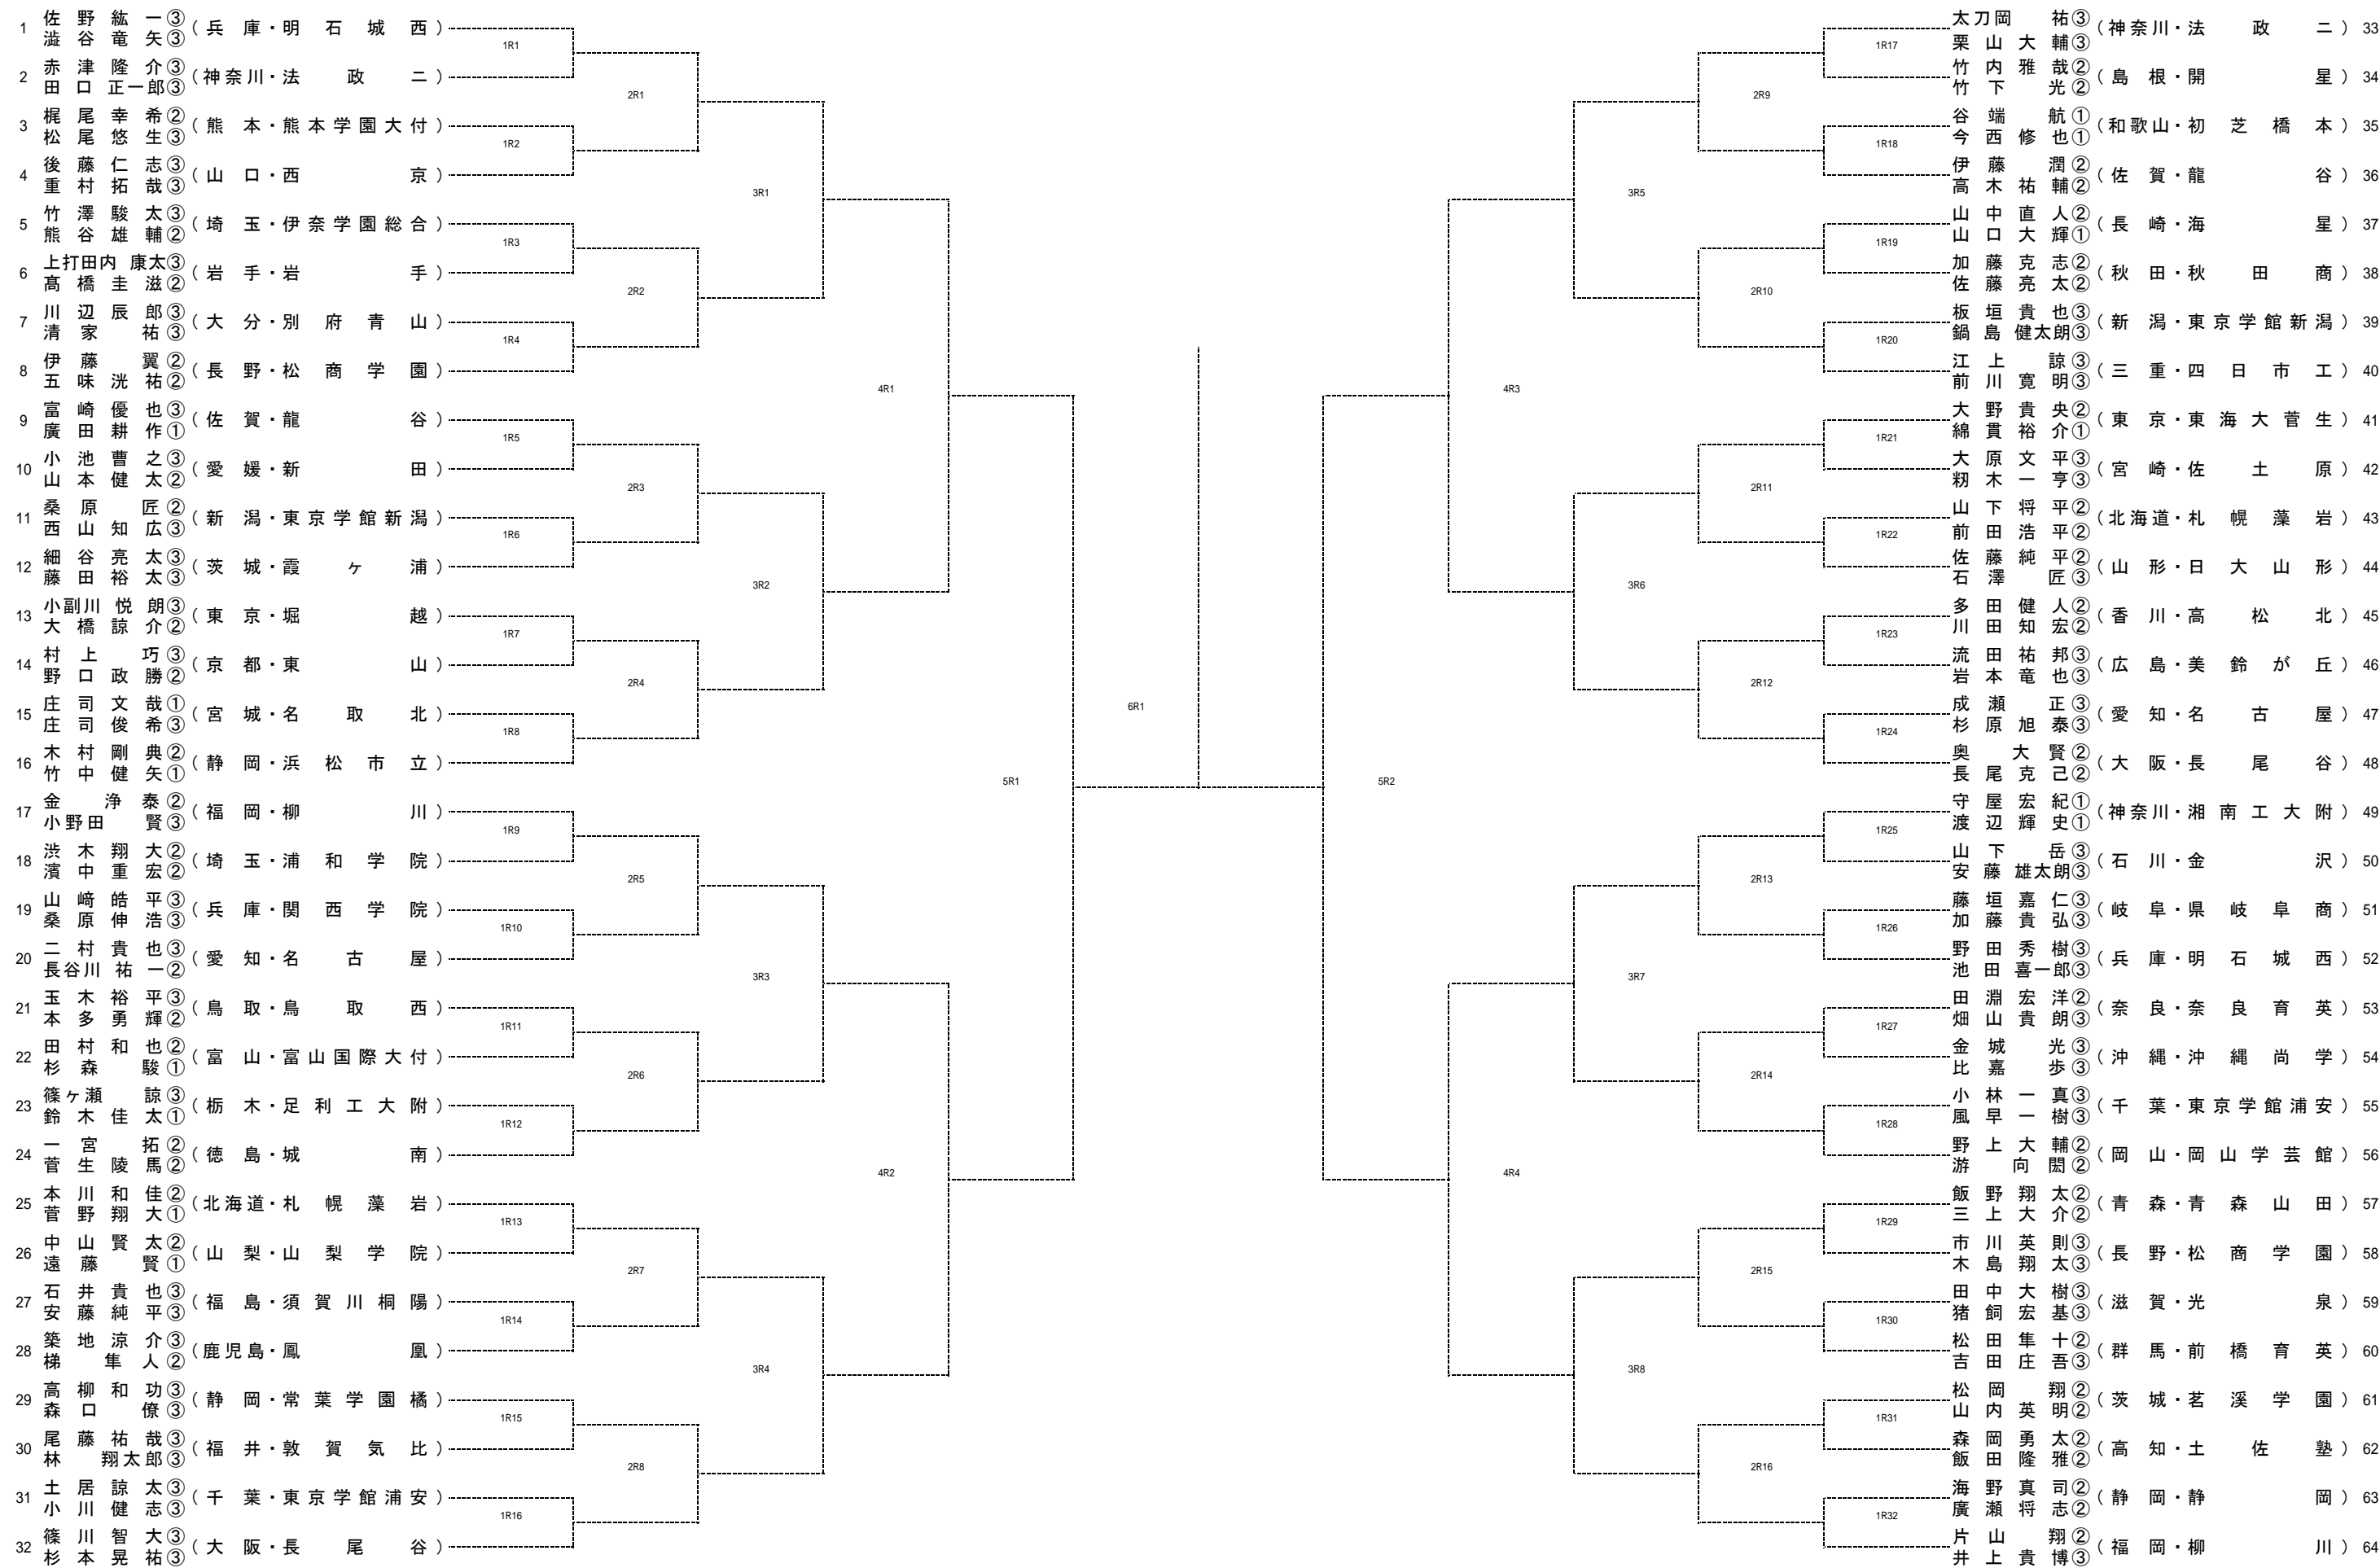 1 佐野紘一③ (兵庫・明石城西)
澁谷竜矢③
2 赤津隆介③ (神奈川・法政二)
田口正一郎③
3 梶尾幸希② (熊本・熊本学園大付)
松尾悠生③
4 後藤仁志③ (山口・西京)
重村拓哉③
5 竹澤駿太③ (埼玉・伊奈学園総合)
熊谷雄輔②
6 上打田内康太③ (岩手・岩手)
髙橋圭滋②
7 川辺辰郎③ (大分・別府青山)
清家祐③
8 伊藤翼② (長野・松商学園)
五味洸祐②
9 富崎優也③ (佐賀・龍谷)
廣田耕作①
10 小池曹之③ (愛媛・新田)
山本健太②
11 桑原匠② (新潟・東京学館新潟)
西山知広③
12 細谷亮太③ (茨城・霞ヶ浦)
藤田裕太③
13 小副川悦朗③ (東京・堀越)
大橋諒介②
14 村上巧③ (京都・東山)
野口政勝②
15 庄司文哉① (宮城・名取北)
庄司俊希③
16 木村剛典② (静岡・浜松市立)
竹中健矢①
17 金浄泰② (福岡・柳川)
小野田賢③
18 渋木翔大② (埼玉・浦和学院)
濱中重宏②
19 山﨑皓平③ (兵庫・関西学院)
桑原伸浩③
20 二村貴也③ (愛知・名古屋)
長谷川祐一②
21 玉木裕平③ (鳥取・鳥取西)
本多勇輝②
22 田村和也② (富山・富山国際大付)
杉森駿①
23 篠ヶ瀬諒③ (栃木・足利工大附)
鈴木佳太①
24 一宮拓② (徳島・城南)
菅生陵馬②
25 本川和佳② (北海道・札幌藻岩)
菅野翔大①
26 中山賢太② (山梨・山梨学院)
遠藤賢①
27 石井貴也③ (福島・須賀川桐陽)
安藤純平③
28 築地涼介③ (鹿児島・鳳凰)
梯隼人②
29 高柳和功③ (静岡・常葉学園橘)
森口僚③
30 尾藤祐哉③ (福井・敦賀気比)
林翔太郎③
31 土居諒太③ (千葉・東京学館浦安)
小川健志③
32 篠川智大③ (大阪・長尾谷)
杉本晃祐③
1R1
1R2
1R3
1R4
1R5
1R6
1R7
1R8
1R9
1R10
1R11
1R12
1R13
1R14
1R15
1R16
2R1
2R2
2R3
2R4
2R5
2R6
2R7
2R8
3R1
3R2
3R3
3R4
4R1
4R2
5R1
6R1
5R2
4R3
4R4
3R5
3R6
3R7
3R8
2R9
2R10
2R11
2R12
2R13
2R14
2R15
2R16
1R17
1R18
1R19
1R20
1R21
1R22
1R23
1R24
1R25
1R26
1R27
1R28
1R29
1R30
1R31
1R32
太刀岡祐③ (神奈川・法政二) 33
栗山大輔③
竹内雅哉② (島根・開星) 34
竹下光②
谷端航① (和歌山・初芝橋本) 35
今西修也①
伊藤潤② (佐賀・龍谷) 36
高木祐輔②
山中直人② (長崎・海星) 37
山口大輝①
加藤克志② (秋田・秋田商) 38
佐藤亮太②
板垣貴也③ (新潟・東京学館新潟) 39
鍋島健太朗③
江上諒③ (三重・四日市工) 40
前川寛明③
大野貴央② (東京・東海大菅生) 41
綿貫裕介①
大原文平③ (宮崎・佐土原) 42
籾木一亨③
山下将平② (北海道・札幌藻岩) 43
前田浩平②
佐藤純平② (山形・日大山形) 44
石澤匠③
多田健人② (香川・高松北) 45
川田知宏②
流田祐邦③ (広島・美鈴が丘) 46
岩本竜也③
成瀬正③ (愛知・名古屋) 47
杉原旭泰③
奥大賢② (大阪・長尾谷) 48
長尾克己②
守屋宏紀① (神奈川・湘南工大附) 49
渡辺輝史①
山下岳③ (石川・金沢) 50
安藤雄太朗③
藤垣嘉仁③ (岐阜・県岐阜商) 51
加藤貴弘③
野田秀樹③ (兵庫・明石城西) 52
池田喜一郎③
田淵宏洋② (奈良・奈良育英) 53
畑山貴朗③
金城光③ (沖縄・沖縄尚学) 54
比嘉歩③
小林一真③ (千葉・東京学館浦安) 55
風早一樹③
野上大輔② (岡山・岡山学芸館) 56
游向閎②
飯野翔太② (青森・青森山田) 57
三上大介②
市川英則③ (長野・松商学園) 58
木島翔太③
田中大樹③ (滋賀・光泉) 59
猪飼宏基③
松田隼十② (群馬・前橋育英) 60
吉田庄吾③
松岡翔② (茨城・茗溪学園) 61
山内英明②
森岡勇太② (高知・土佐塾) 62
飯田隆雅②
海野真司② (静岡・静岡) 63
廣瀬将志②
片山翔② (福岡・柳川) 64
井上貴博③